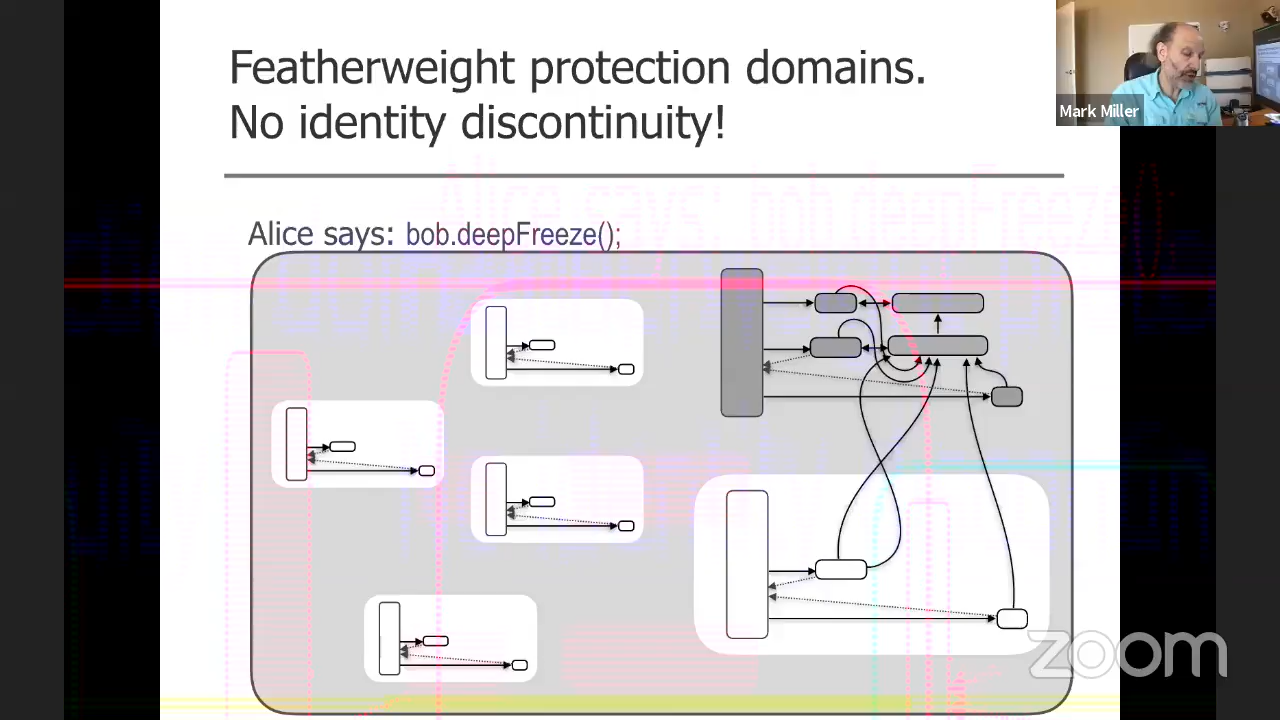 Featherweight protection domains.
No identity discontinuity!
Mark Miller
Alice says: bob.deepFreeze();
zoom